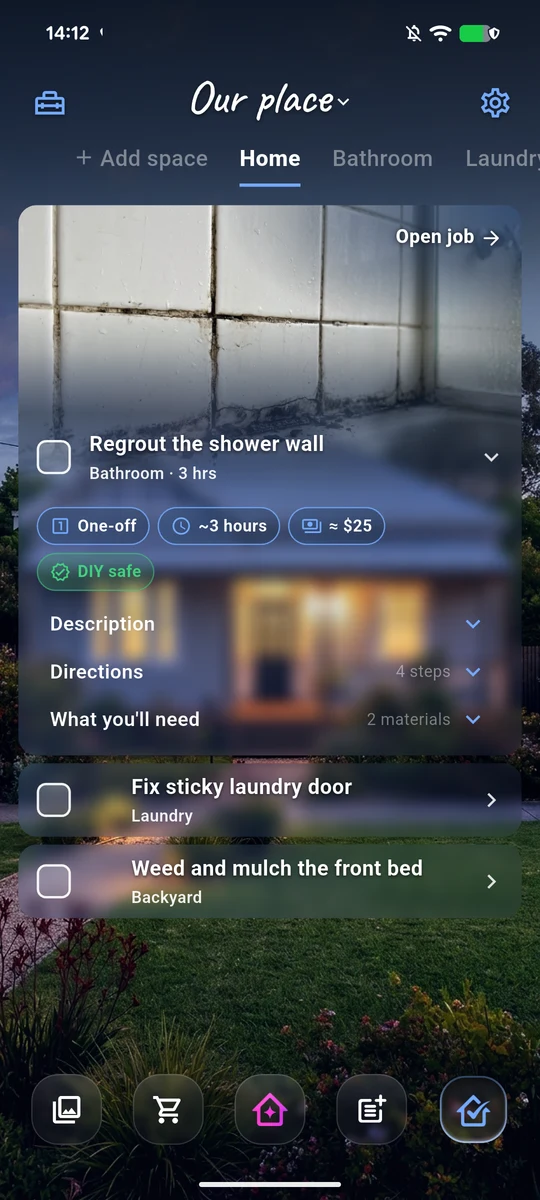 14:12
Our place
+ Add space Home Bathroom Laundry
Open job →
Regrout the shower wall
Bathroom · 3 hrs
1 One-off ~3 hours ≈ $25
DIY safe
Description
Directions 4 steps
What you'll need 2 materials
Fix sticky laundry door
Laundry
Weed and mulch the front bed
Backyard